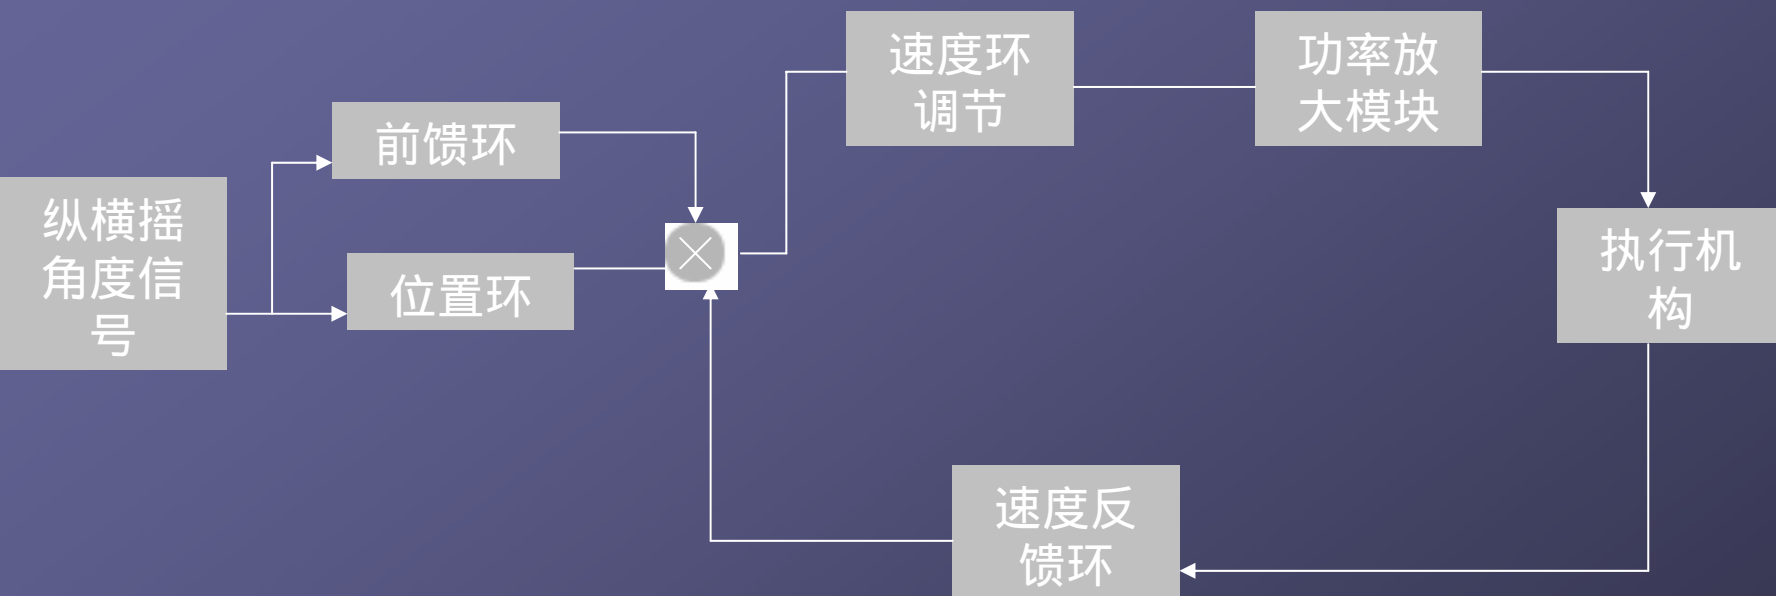 纵横摇
角度信
号
前馈环
位置环
速度环
调节
功率放
大模块
执行机
构
速度反
馈环